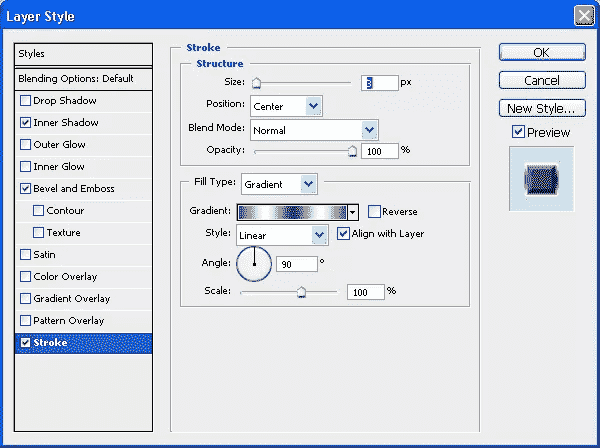 Layer Style
Styles
Blending Options: Default
Drop Shadow
Inner Shadow
Outer Glow
Inner Glow
Bevel and Emboss
Contour
Texture
Satin
Color Overlay
Gradient Overlay
Pattern Overlay
Stroke
Stroke
Structure
Size: 3 px
Position: Center
Blend Mode: Normal
Opacity: 100 %
Fill Type: Gradient
Gradient: Reverse
Style: Linear Align with Layer
Angle: 90 °
Scale: 100 %
OK
Cancel
New Style...
Preview